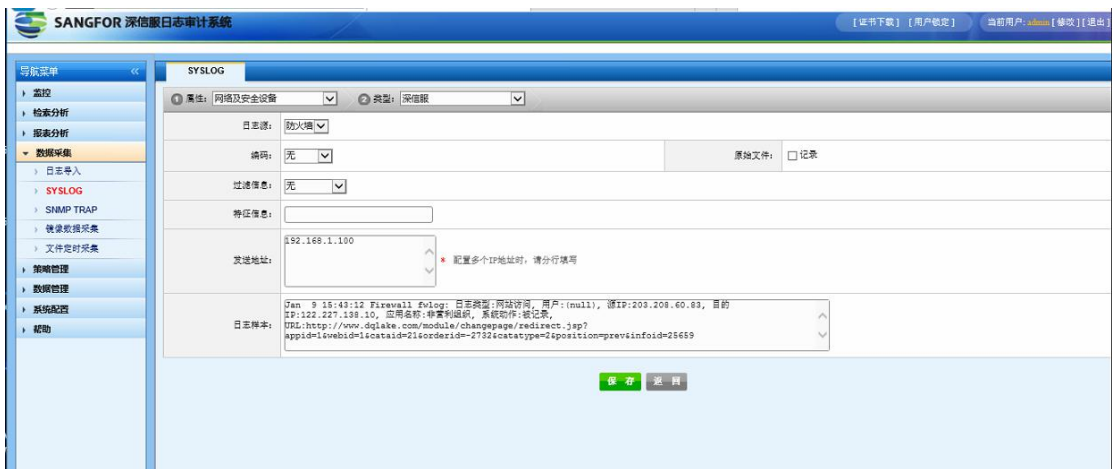 SANGFOR 深信服日志审计系统
[证书下载] [用户锁定] 当前用户:admin[修改][退出]
导航菜单 «
SYSLOG
监控
检索分析
报表分析
数据采集
日志导入
SYSLOG
SNMP TRAP
镜像数据采集
文件定时采集
策略管理
数据管理
系统配置
帮助
1 属性: 网络及安全设备 2 类型: 深信服
日志源: 防火墙
编码: 无 原始文件: 记录
过滤信息: 无
特征信息:
发送地址: 192.168.1.100 * 配置多个IP地址时，请分行填写
日志样本:
Jan 9 15:43:12 Firewall fwlog: 日志类型:网站访问, 用户:(null), 源IP:203.208.60.83, 目的
IP:122.227.138.10, 应用名称:非营利组织, 系统动作:被记录,
URL:http://www.dqlake.com/module/changepage/redirect.jsp?
appid=1&webid=1&cataid=21&orderid=-2732&catatype=2&position=prev&infoid=25659
保 存 返 回